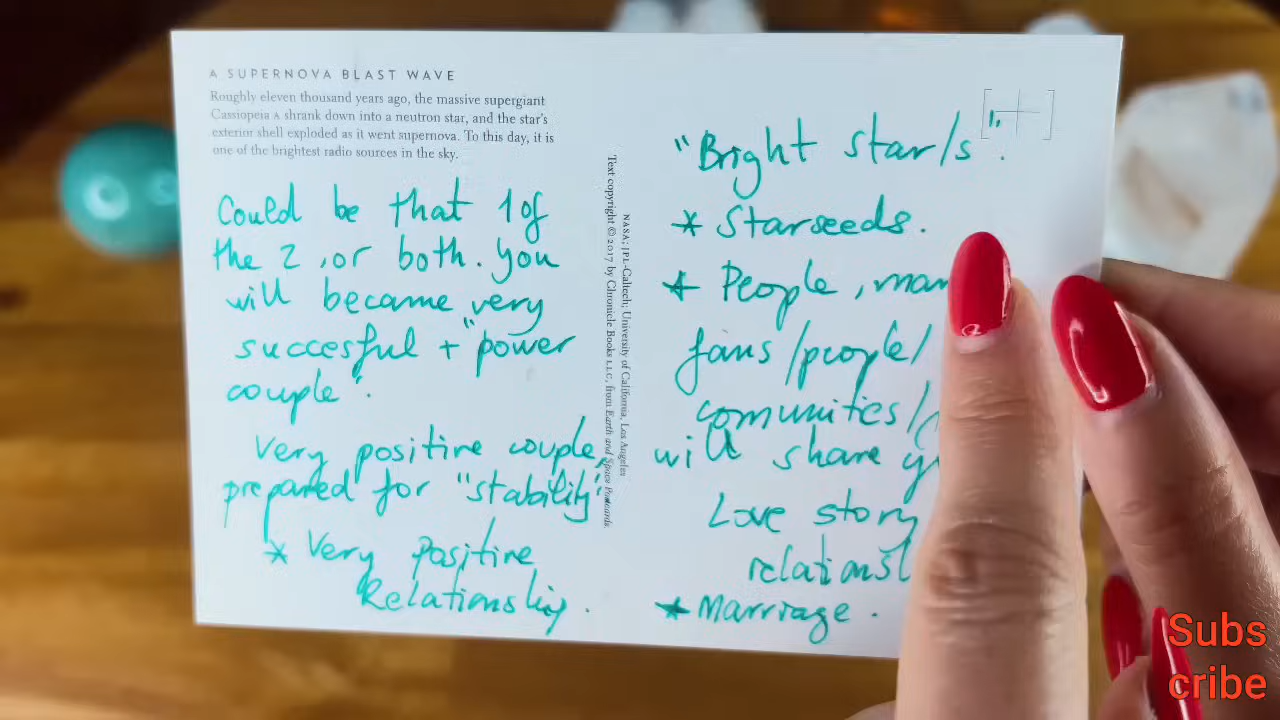 A SUPERNOVA BLAST WAVE
Roughly eleven thousand years ago, the massive supergiant
Cassiopeia A shrank down into a neutron star, and the star's
exterior shell exploded as it went supernova. To this day, it is
one of the brightest radio sources in the sky.
Could be that 1 of
the 2, or both. you
will became very
succesful + "power
couple".
Very positive couple,
prepared for "stability"
* Very Positive
Relationship.
Text copyright © 2017 by Chronicle Books LLC, from Earth and Space Postcards.
NASA; JPL-Caltech; University of California, Los Angeles
1.
"Bright star/s".
* Starseeds.
* People,
fans/people/
comunities/
will share
Love story
* Marriage.
Subs
cribe